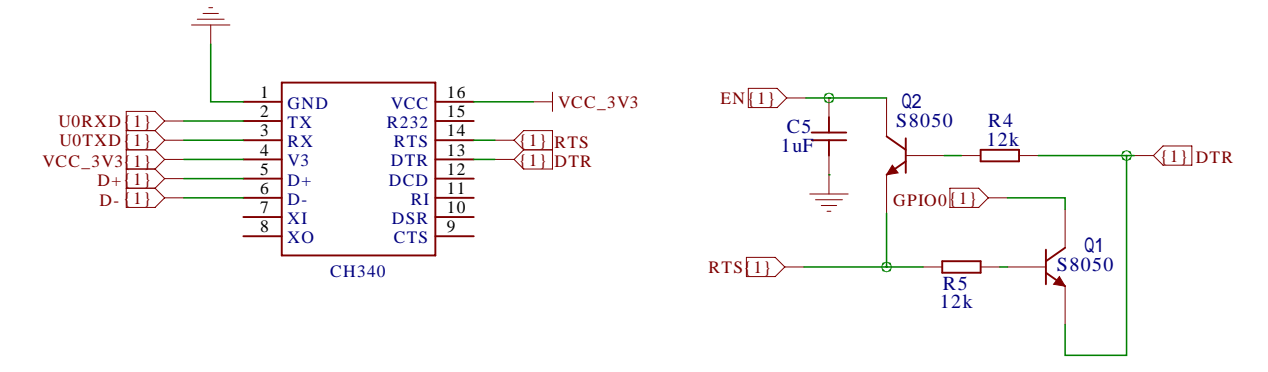 1 GND VCC 16 VCC_3V3
U0RXD {1} 2 TX R232 15
U0TXD {1} 3 RX RTS 14 {1} RTS
VCC_3V3 {1} 4 V3 DTR 13 {1} DTR
D+ {1} 5 D+ DCD 12
D- {1} 6 D- RI 11
7 XI DSR 10
8 XO CTS 9
CH340
EN {1}
Q2
S8050
C5
1uF
R4
12k
{1} DTR
GPIO0 {1}
Q1
S8050
RTS {1}
R5
12k